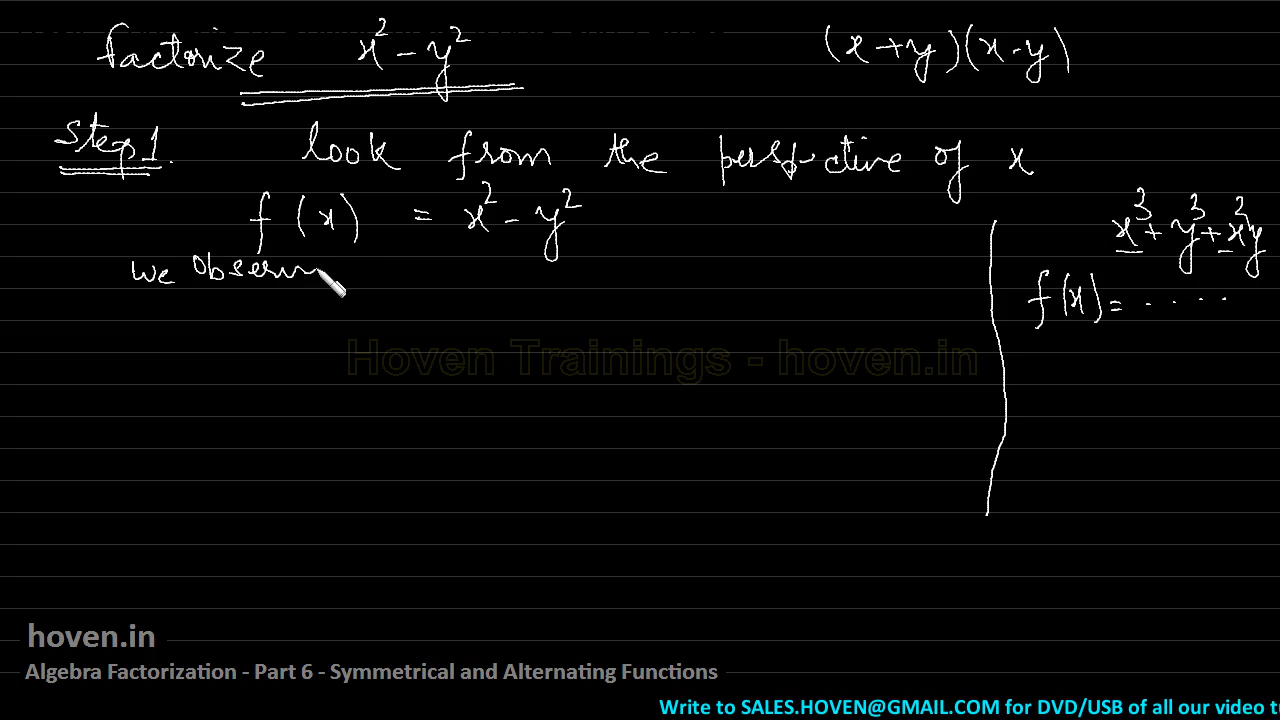 factorize x² - y² (x+y)(x-y)
Step 1. look from the perspective of x
f(x) = x² - y²
x³ + y³ + x²y
we Observ
f(x) = .....
Hoven Trainings - hoven.in
hoven.in
Algebra Factorization - Part 6 - Symmetrical and Alternating Functions
Write to SALES.HOVEN@GMAIL.COM for DVD/USB of all our video t